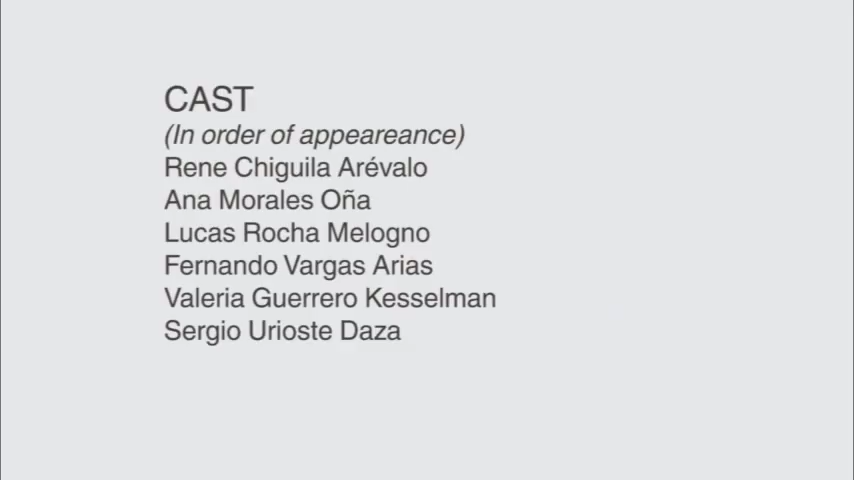 CAST
(In order of appeareance)
Rene Chiguila Arévalo
Ana Morales Oña
Lucas Rocha Melogno
Fernando Vargas Arias
Valeria Guerrero Kesselman
Sergio Urioste Daza